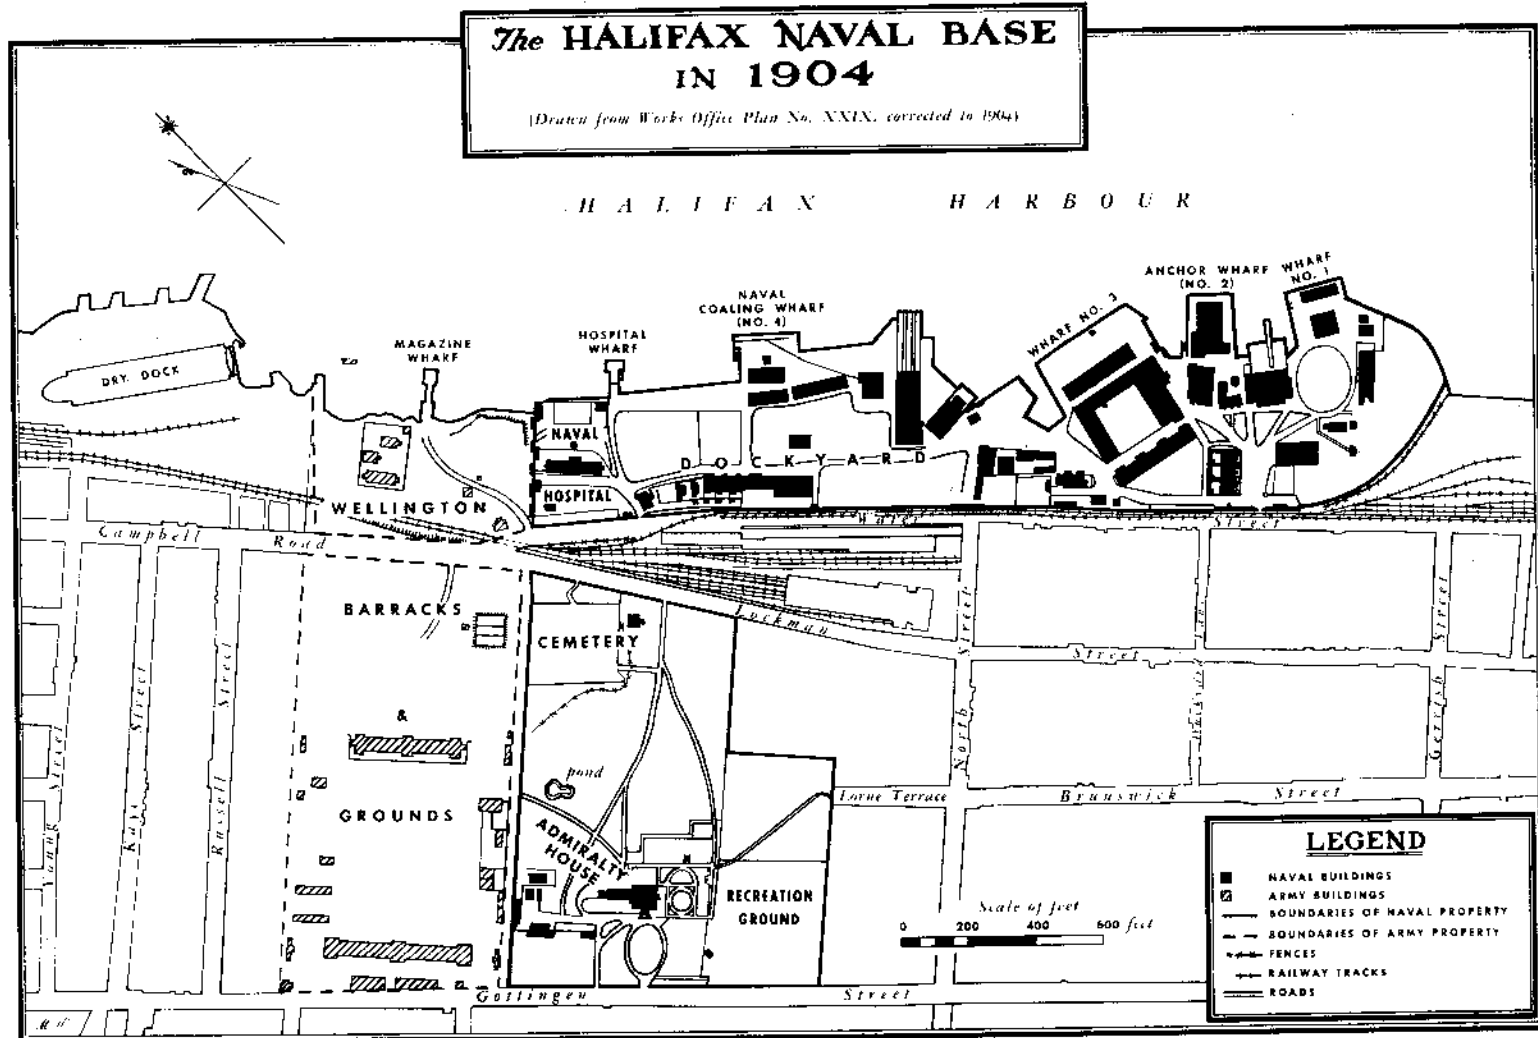 The HALIFAX NAVAL BASE
IN 1904
(Drawn from Works Office Plan No. XXIX, corrected to 1904)
HALIFAX HARBOUR
WHARF
NO. 1
ANCHOR WHARF
(NO. 2)
WHARF NO. 3
NAVAL
COALING WHARF
(NO. 4)
HOSPITAL
WHARF
MAGAZINE
WHARF
DRY. DOCK
NAVAL
HOSPITAL
DOCKYARD
WELLINGTON
BARRACKS
&
GROUNDS
Campbell Road
Water Street
CEMETERY
Lockman Street
North Street
Gerrish Street
Young Street
Kaye Street
Russell Street
pond
Lorne Terrace
Brunswick Street
ADMIRALTY
HOUSE
RECREATION
GROUND
Scale of feet
0 200 400 600 feet
Gottingen Street
LEGEND
NAVAL BUILDINGS
ARMY BUILDINGS
BOUNDARIES OF NAVAL PROPERTY
BOUNDARIES OF ARMY PROPERTY
FENCES
RAILWAY TRACKS
ROADS